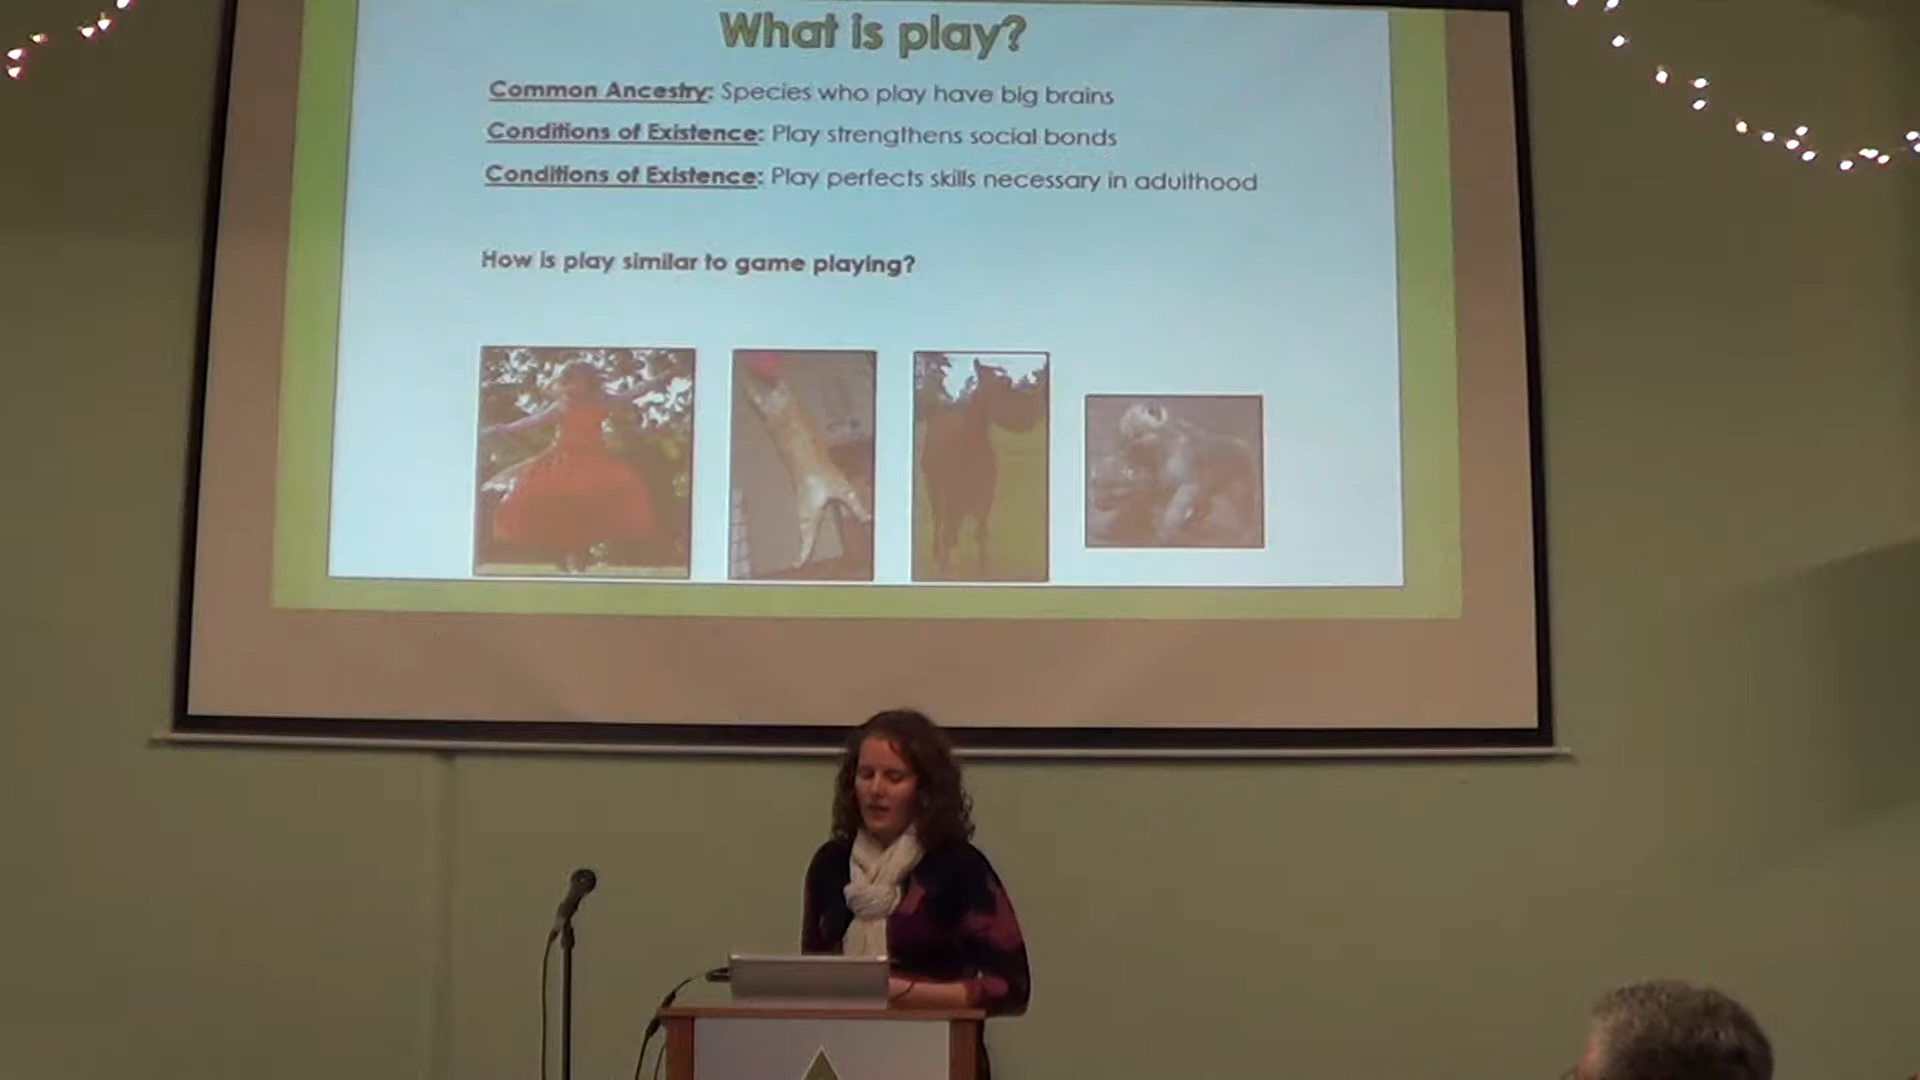 What is play?
Common Ancestry: Species who play have big brains
Conditions of Existence: Play strengthens social bonds
Conditions of Existence: Play perfects skills necessary in adulthood
How is play similar to game playing?